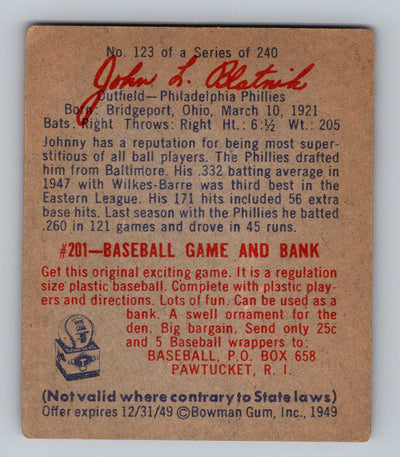 No. 123 of a Series of 240
John L. Blatnik
Outfield—Philadelphia Phillies
Born: Bridgeport, Ohio, March 10, 1921
Bats: Right Throws: Right Ht.: 6:½ Wt.: 205
Johnny has a reputation for being most super-
stitious of all ball players. The Phillies drafted
him from Baltimore. His .332 batting average in
1947 with Wilkes-Barre was third best in the
Eastern League. His 171 hits included 56 extra
base hits. Last season with the Phillies he batted
.260 in 121 games and drove in 45 runs.
#201—BASEBALL GAME AND BANK
Get this original exciting game. It is a regulation
size plastic baseball. Complete with plastic players
and directions. Lots of fun. Can be used as a
bank. A swell ornament for the
den. Big bargain. Send only 25c
and 5 Baseball wrappers to:
BASEBALL, P.O. BOX 658
PAWTUCKET, R. I.
(Not valid where contrary to State laws)
Offer expires 12/31/49 ©Bowman Gum, Inc., 1949